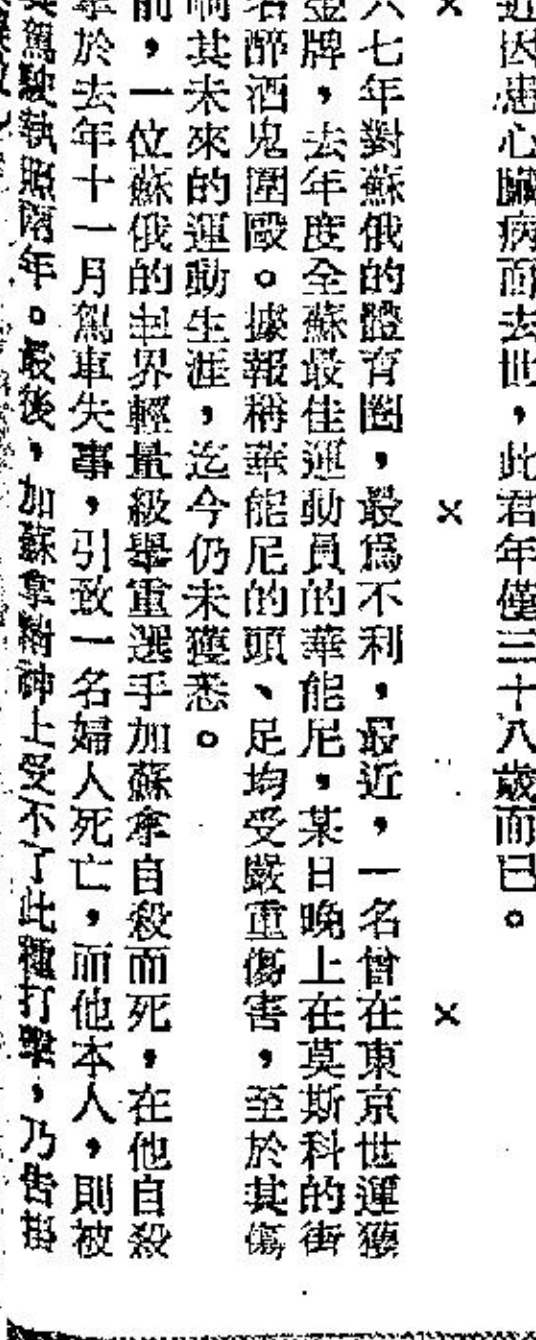 近因患心臟病而去世，此君年僅三十八歲而已。
×　×　×
六七年對蘇俄的體育圈，最爲不利，最近，一名曾在東京世運獲
金牌，去年度全蘇最佳運動員的華能尼，某日晚上在莫斯科的街
名醉酒鬼圍毆。據報稱華能尼的頭、足均受嚴重傷害，至於其傷
响其未來的運動生涯，迄今仍未獲悉。
前，一位蘇俄的世界輕量級舉重選手加蘇拿自殺而死，在他自殺
拿於去年十一月駕車失事，引致一名婦人死亡，而他本人，則被
其駕駛執照兩年。最後，加蘇拿精神上受不了此種打擊，乃告掛